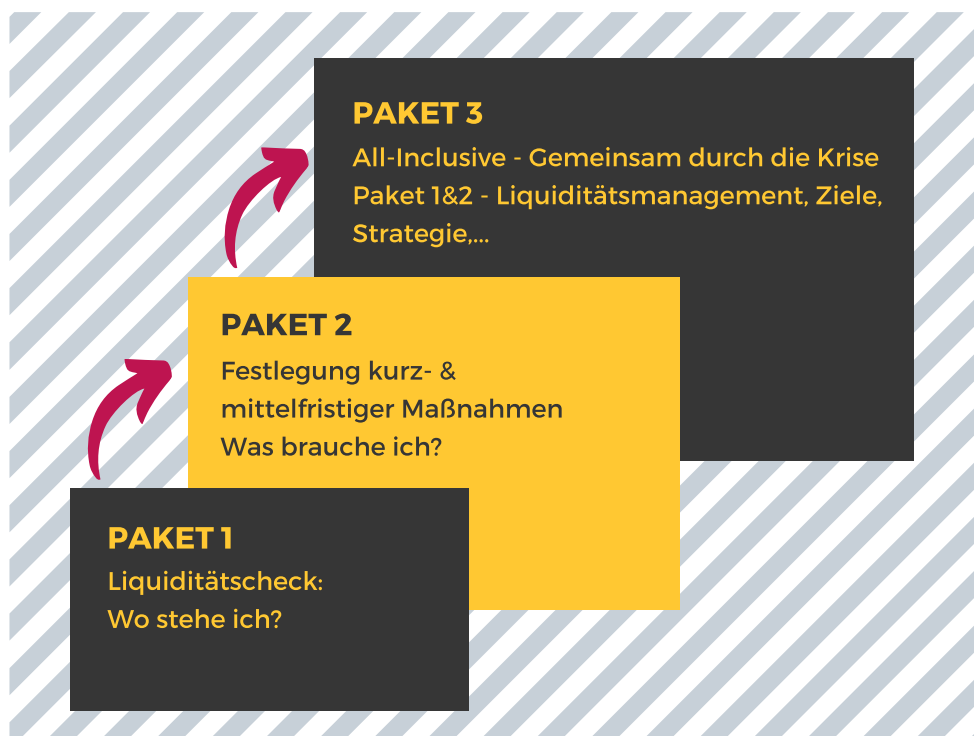 PAKET 3
All-Inclusive - Gemeinsam durch die Krise
Paket 1&2 - Liquiditätsmanagement, Ziele,
Strategie,...
PAKET 2
Festlegung kurz- &
mittelfristiger Maßnahmen
Was brauche ich?
PAKET 1
Liquiditätscheck:
Wo stehe ich?